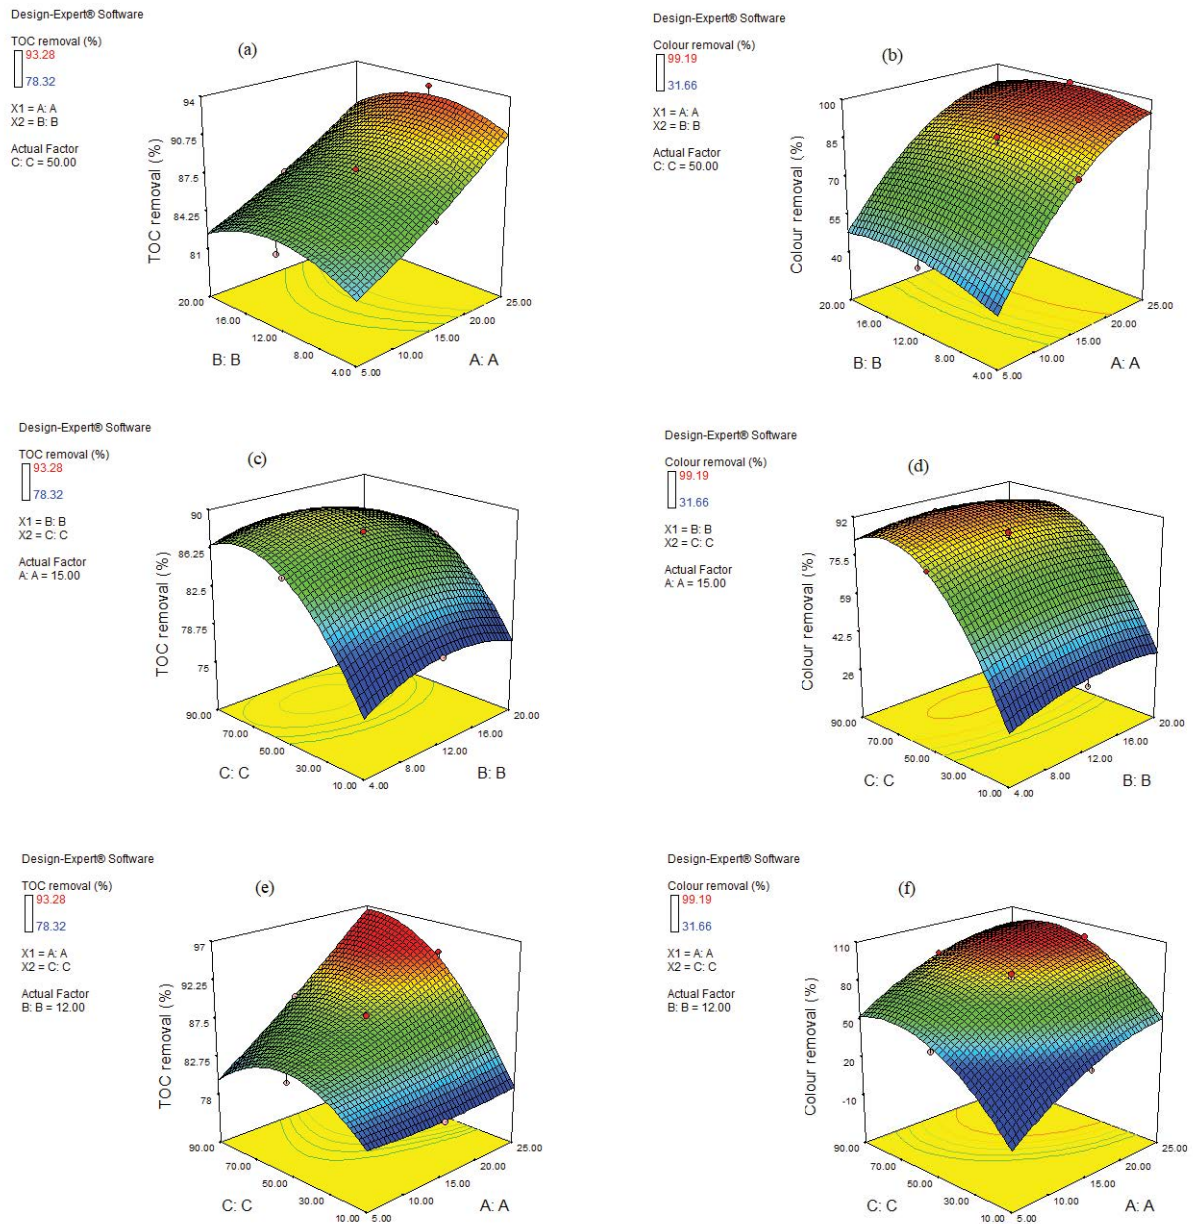 Design-Expert® Software
TOC removal (%)
93.28
78.32
X1 = A: A
X2 = B: B
Actual Factor
C: C = 50.00
(a)
94
90.75
87.5
84.25
81
TOC removal (%)
20.00
16.00
12.00
8.00
4.00
5.00
10.00
15.00
20.00
25.00
B: B
A: A
Design-Expert® Software
Colour removal (%)
99.19
31.66
X1 = A: A
X2 = B: B
Actual Factor
C: C = 50.00
(b)
100
85
70
55
40
Colour removal (%)
20.00
16.00
12.00
8.00
4.00
5.00
10.00
15.00
20.00
25.00
B: B
A: A
Design-Expert® Software
TOC removal (%)
93.28
78.32
X1 = B: B
X2 = C: C
Actual Factor
A: A = 15.00
(c)
90
86.25
82.5
78.75
75
TOC removal (%)
90.00
70.00
50.00
30.00
10.00
4.00
8.00
12.00
16.00
20.00
C: C
B: B
Design-Expert® Software
Colour removal (%)
99.19
31.66
X1 = B: B
X2 = C: C
Actual Factor
A: A = 15.00
(d)
92
75.5
59
42.5
26
Colour removal (%)
90.00
70.00
50.00
30.00
10.00
4.00
8.00
12.00
16.00
20.00
C: C
B: B
Design-Expert® Software
TOC removal (%)
93.28
78.32
X1 = A: A
X2 = C: C
Actual Factor
B: B = 12.00
(e)
97
92.25
87.5
82.75
78
TOC removal (%)
90.00
70.00
50.00
30.00
10.00
5.00
10.00
15.00
20.00
25.00
C: C
A: A
Design-Expert® Software
Colour removal (%)
99.19
31.66
X1 = A: A
X2 = C: C
Actual Factor
B: B = 12.00
(f)
110
80
50
20
-10
Colour removal (%)
90.00
70.00
50.00
30.00
10.00
5.00
10.00
15.00
20.00
25.00
C: C
A: A